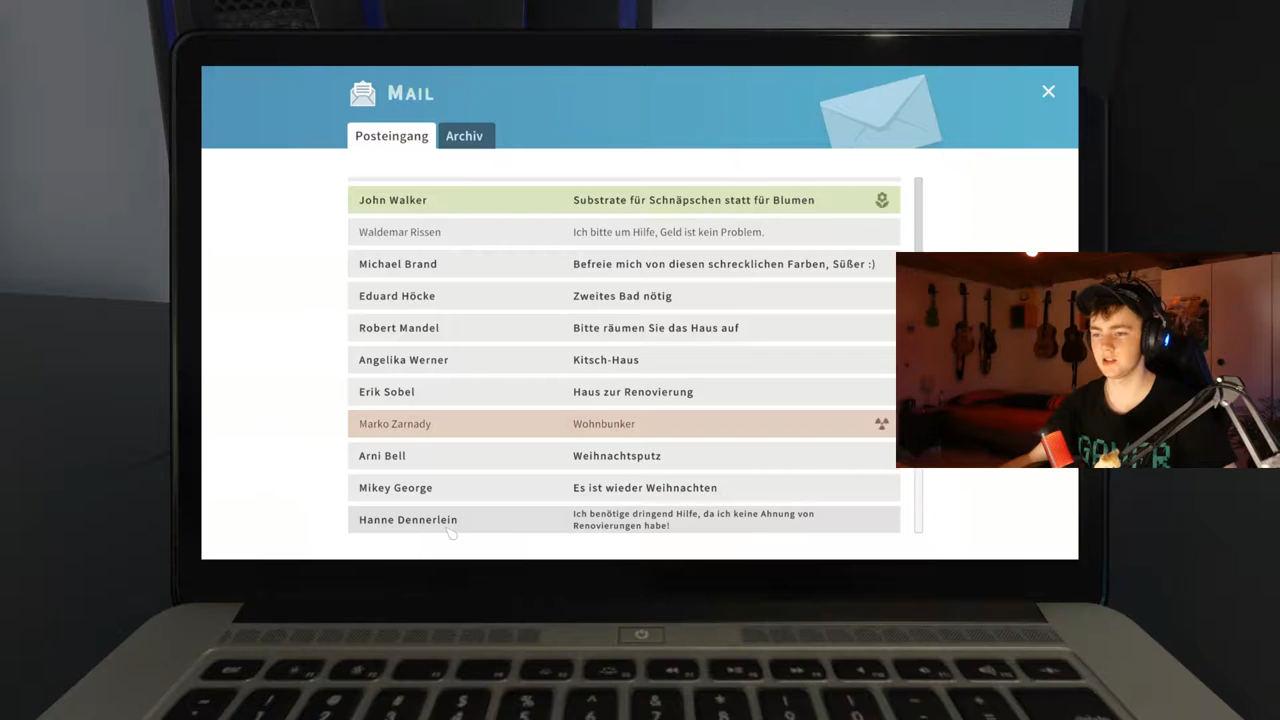 MAIL
Posteingang Archiv
John Walker Substrate für Schnäpschen statt für Blumen
Waldemar Rissen Ich bitte um Hilfe, Geld ist kein Problem.
Michael Brand Befreie mich von diesen schrecklichen Farben, Süßer :)
Eduard Höcke Zweites Bad nötig
Robert Mandel Bitte räumen Sie das Haus auf
Angelika Werner Kitsch-Haus
Erik Sobel Haus zur Renovierung
Marko Zarnady Wohnbunker
Arni Bell Weihnachtsputz
Mikey George Es ist wieder Weihnachten
Hanne Dennerlein Ich benötige dringend Hilfe, da ich keine Ahnung von
Renovierungen habe!
GAMER